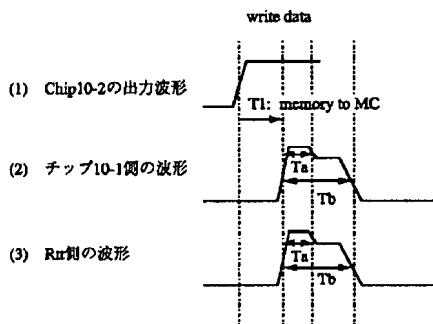 write data
(1) Chip10-2の出力波形
T1: memory to MC
(2) チップ10-1側の波形
Ta
Tb
(3) Rtt側の波形
Ta
Tb